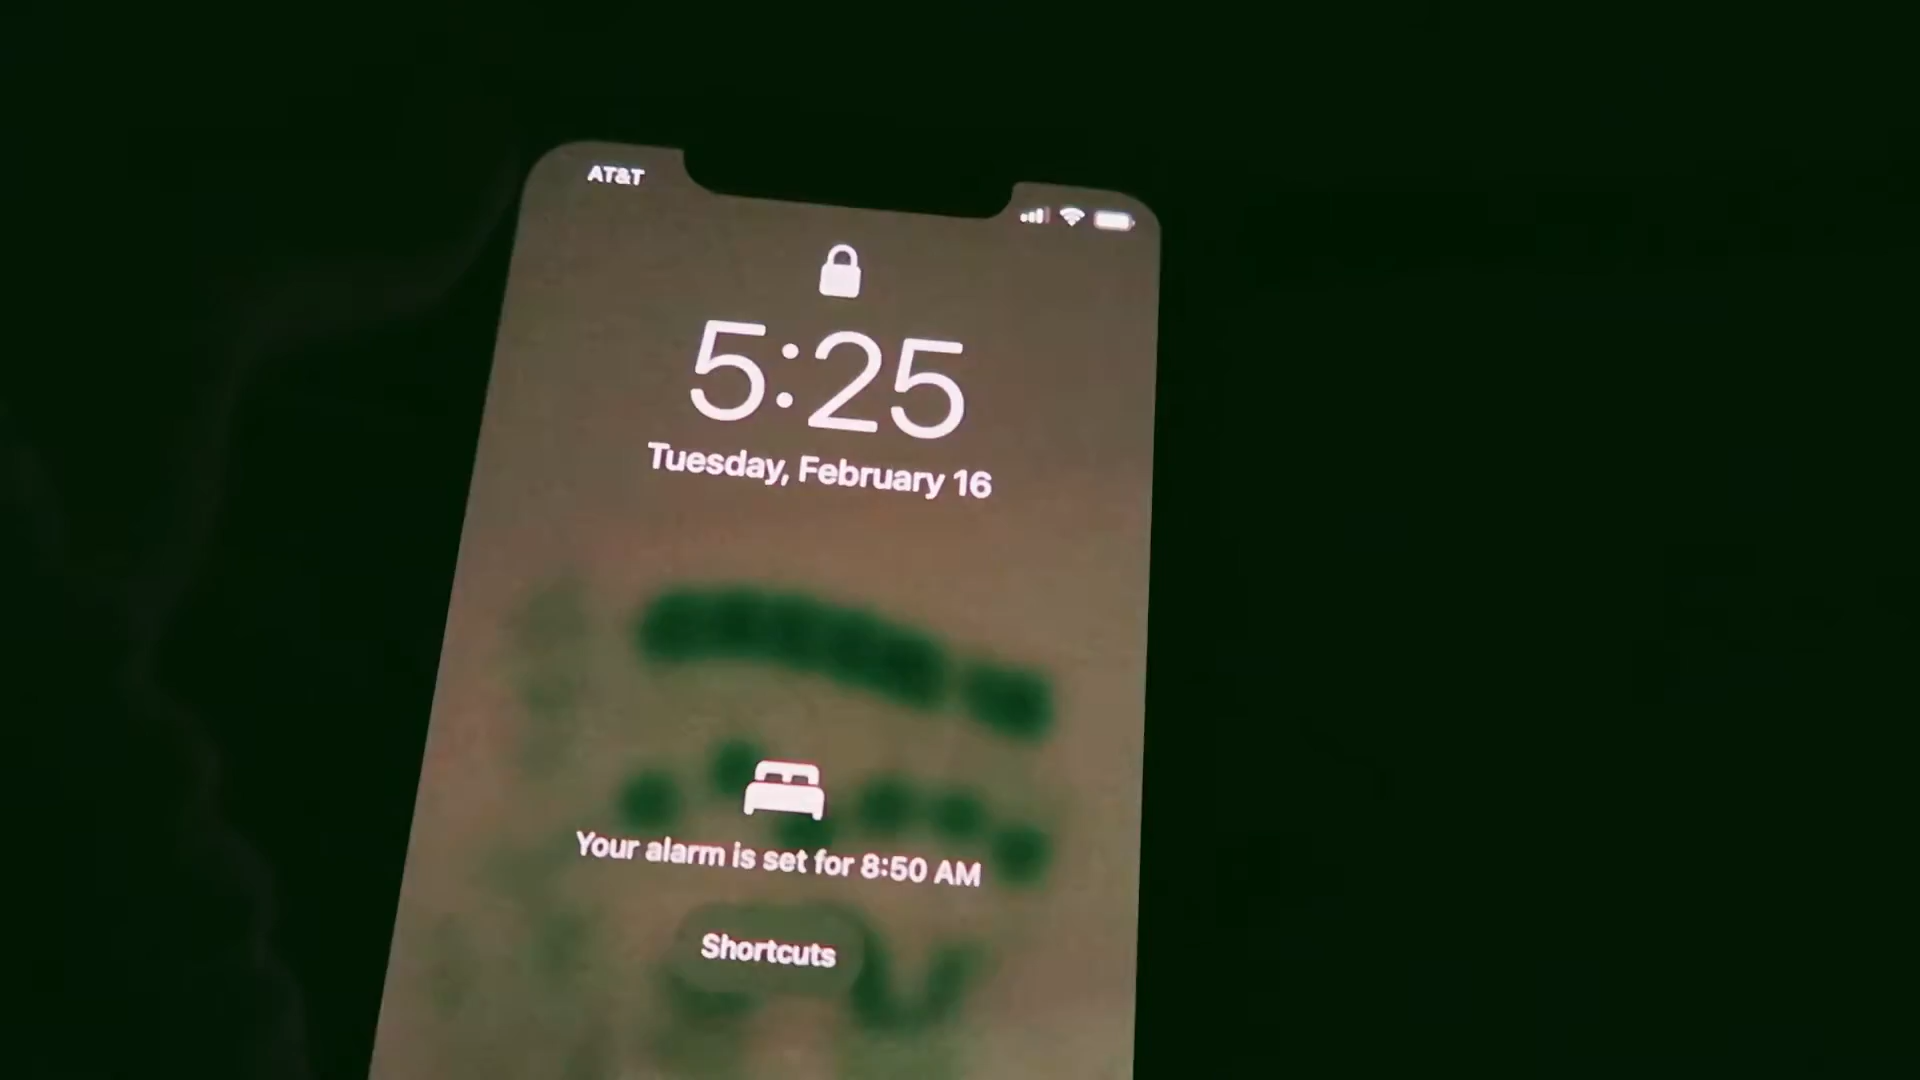 AT&T
5:25
Tuesday, February 16
Your alarm is set for 8:50 AM
Shortcuts